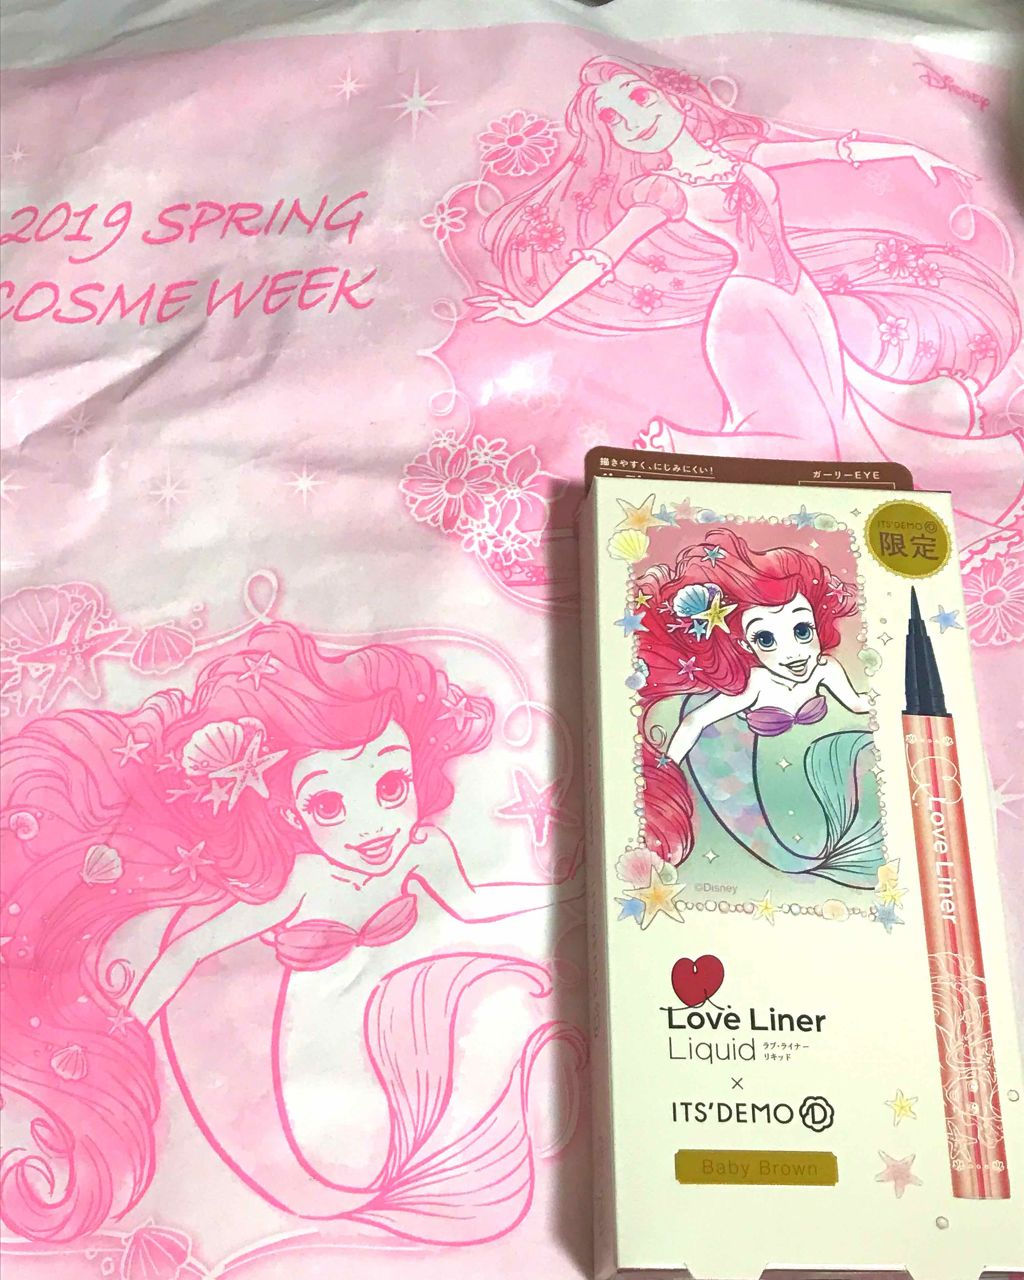 Disney
2019 SPRING
COSME WEEK
描きやすく、にじみにくい!
ガーリーEYE
ITS'DEMO
限定
Love Liner
©Disney
Love Liner
Liquid ラブ・ライナー
リキッド
×
ITS'DEMO D
Baby Brown